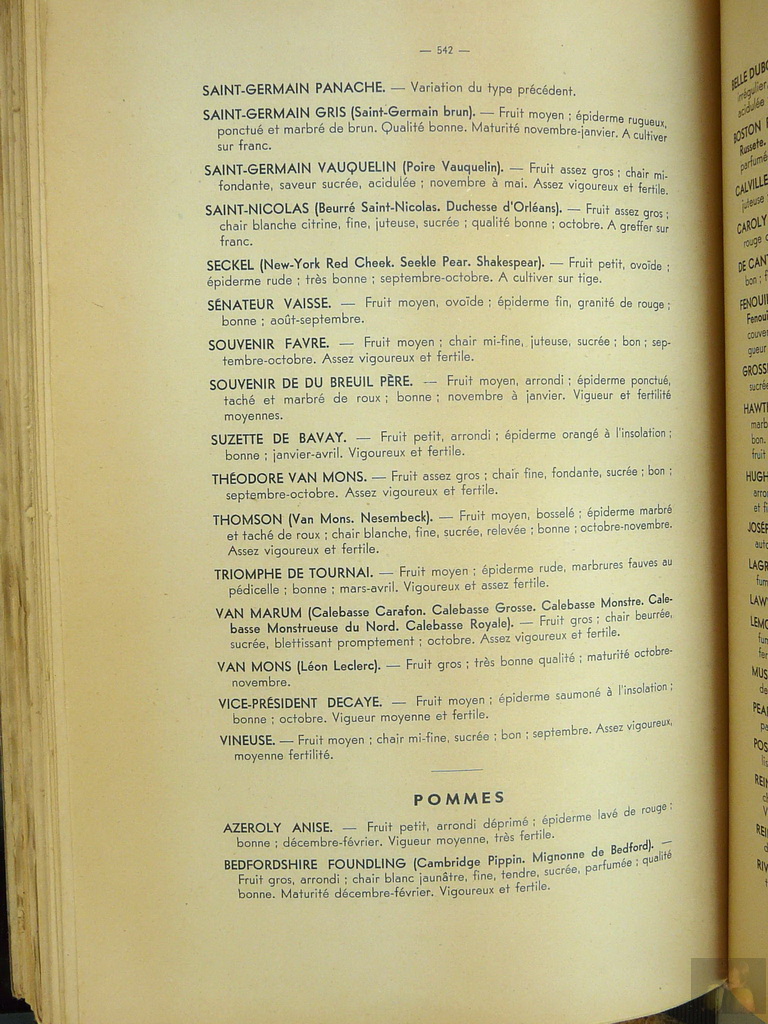 — 542 —
SAINT-GERMAIN PANACHE. — Variation du type précédent.
SAINT-GERMAIN GRIS (Saint-Germain brun). — Fruit moyen ; épiderme rugueux,
ponctué et marbré de brun. Qualité bonne. Maturité novembre-janvier. A cultiver
sur franc.
SAINT-GERMAIN VAUQUELIN (Poire Vauquelin). — Fruit assez gros ; chair mi-
fondante, saveur sucrée, acidulée ; novembre à mai. Assez vigoureux et fertile.
SAINT-NICOLAS (Beurré Saint-Nicolas. Duchesse d'Orléans). — Fruit assez gros ;
chair blanche citrine, fine, juteuse, sucrée ; qualité bonne ; octobre. A greffer sur
franc.
SECKEL (New-York Red Cheek. Seekle Pear. Shakespear). — Fruit petit, ovoïde ;
épiderme rude ; très bonne ; septembre-octobre. A cultiver sur tige.
SÉNATEUR VAISSE. — Fruit moyen, ovoïde ; épiderme fin, granité de rouge ;
bonne ; août-septembre.
SOUVENIR FAVRE. — Fruit moyen ; chair mi-fine, juteuse, sucrée ; bon ; sep-
tembre-octobre. Assez vigoureux et fertile.
SOUVENIR DE DU BREUIL PÈRE. — Fruit moyen, arrondi ; épiderme ponctué,
taché et marbré de roux ; bonne ; novembre à janvier. Vigueur et fertilité
moyennes.
SUZETTE DE BAVAY. — Fruit petit, arrondi ; épiderme orangé à l'insolation ;
bonne ; janvier-avril. Vigoureux et fertile.
THÉODORE VAN MONS. — Fruit assez gros ; chair fine, fondante, sucrée ; bon ;
septembre-octobre. Assez vigoureux et fertile.
THOMSON (Van Mons. Nesembeck). — Fruit moyen, bosselé ; épiderme marbré
et taché de roux ; chair blanche, fine, sucrée, relevée ; bonne ; octobre-novembre.
Assez vigoureux et fertile.
TRIOMPHE DE TOURNAI. — Fruit moyen ; épiderme rude, marbrures fauves au
pédicelle ; bonne ; mars-avril. Vigoureux et assez fertile.
VAN MARUM (Calebasse Carafon. Calebasse Grosse. Calebasse Monstre. Cale-
basse Monstrueuse du Nord. Calebasse Royale). — Fruit gros ; chair beurrée,
sucrée, blettissant promptement ; octobre. Assez vigoureux et fertile.
VAN MONS (Léon Leclerc). — Fruit gros ; très bonne qualité ; maturité octobre-
novembre.
VICE-PRÉSIDENT DECAYE. — Fruit moyen ; épiderme saumoné à l'insolation ;
bonne ; octobre. Vigueur moyenne et fertile.
VINEUSE. — Fruit moyen ; chair mi-fine, sucrée ; bon ; septembre. Assez vigoureux,
moyenne fertilité.
POMMES
AZEROLY ANISE. — Fruit petit, arrondi déprimé ; épiderme lavé de rouge ;
bonne ; décembre-février. Vigueur moyenne, très fertile.
BEDFORDSHIRE FOUNDLING (Cambridge Pippin. Mignonne de Bedford). —
Fruit gros, arrondi ; chair blanc jaunâtre, fine, tendre, sucrée, parfumée ; qualité
bonne. Maturité décembre-février. Vigoureux et fertile.